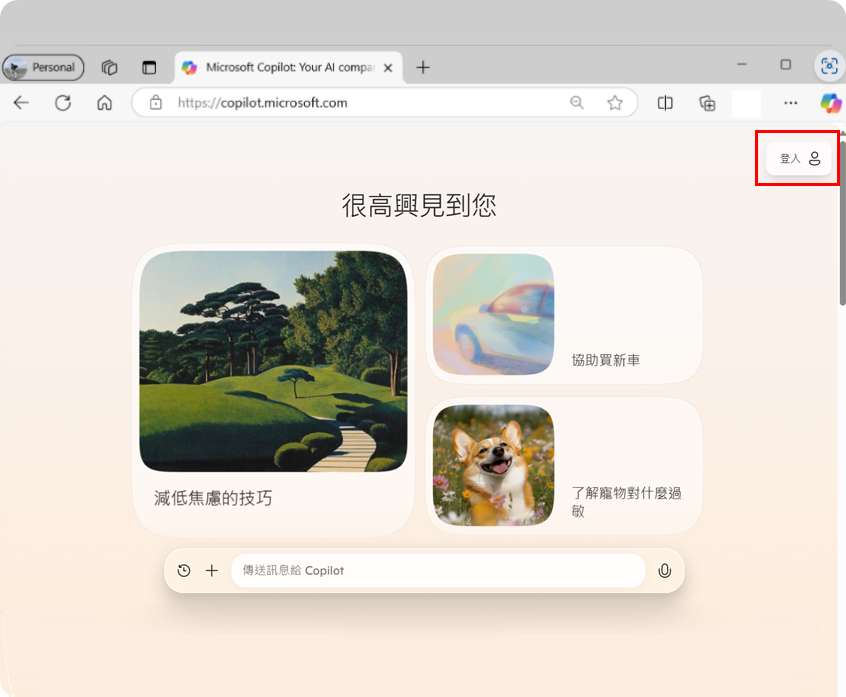 Personal
Microsoft Copilot: Your AI compa
https://copilot.microsoft.com
登入
很高興見到您
減低焦慮的技巧
協助買新車
了解寵物對什麼過
敏
傳送訊息給 Copilot